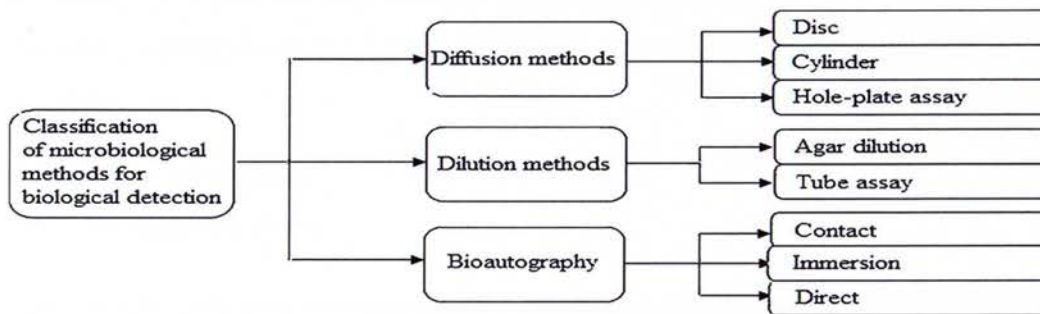 Classification
of microbiological
methods for
biological detection
Diffusion methods
Disc
Cylinder
Hole-plate assay
Dilution methods
Agar dilution
Tube assay
Bioautography
Contact
Immersion
Direct